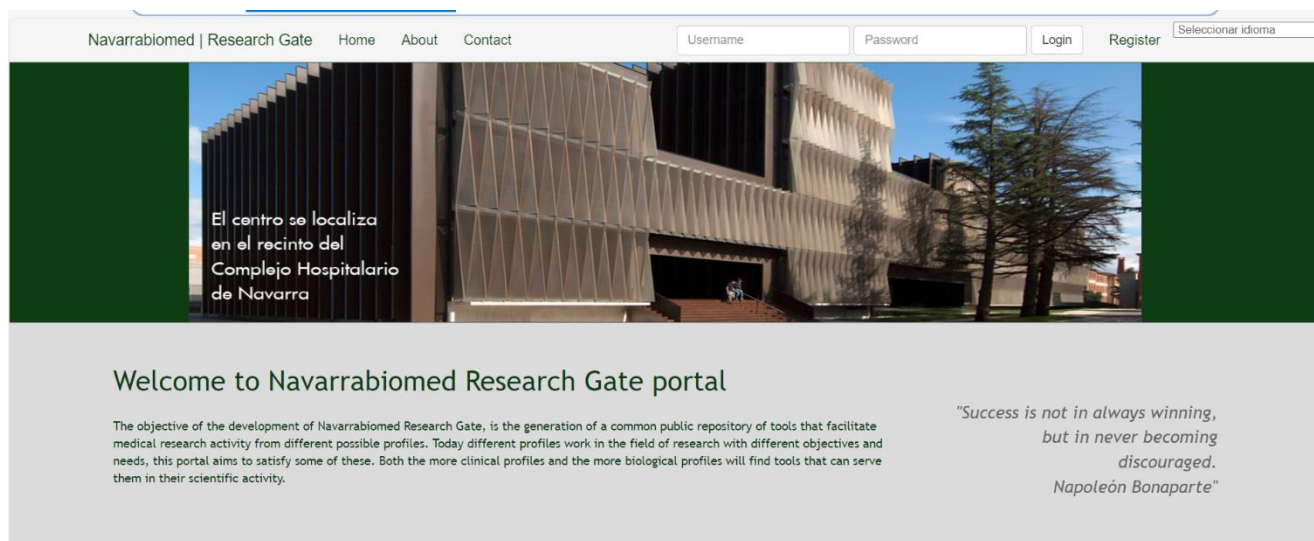 Navarrabiomed | Research Gate Home About Contact Username Password Login Register Seleccionar idioma
El centro se localiza
en el recinto del
Complejo Hospitalario
de Navarra
Welcome to Navarrabiomed Research Gate portal
The objective of the development of Navarrabiomed Research Gate, is the generation of a common public repository of tools that facilitate
medical research activity from different possible profiles. Today different profiles work in the field of research with different objectives and
needs, this portal aims to satisfy some of these. Both the more clinical profiles and the more biological profiles will find tools that can serve
them in their scientific activity.
"Success is not in always winning,
but in never becoming
discouraged.
Napoleón Bonaparte"